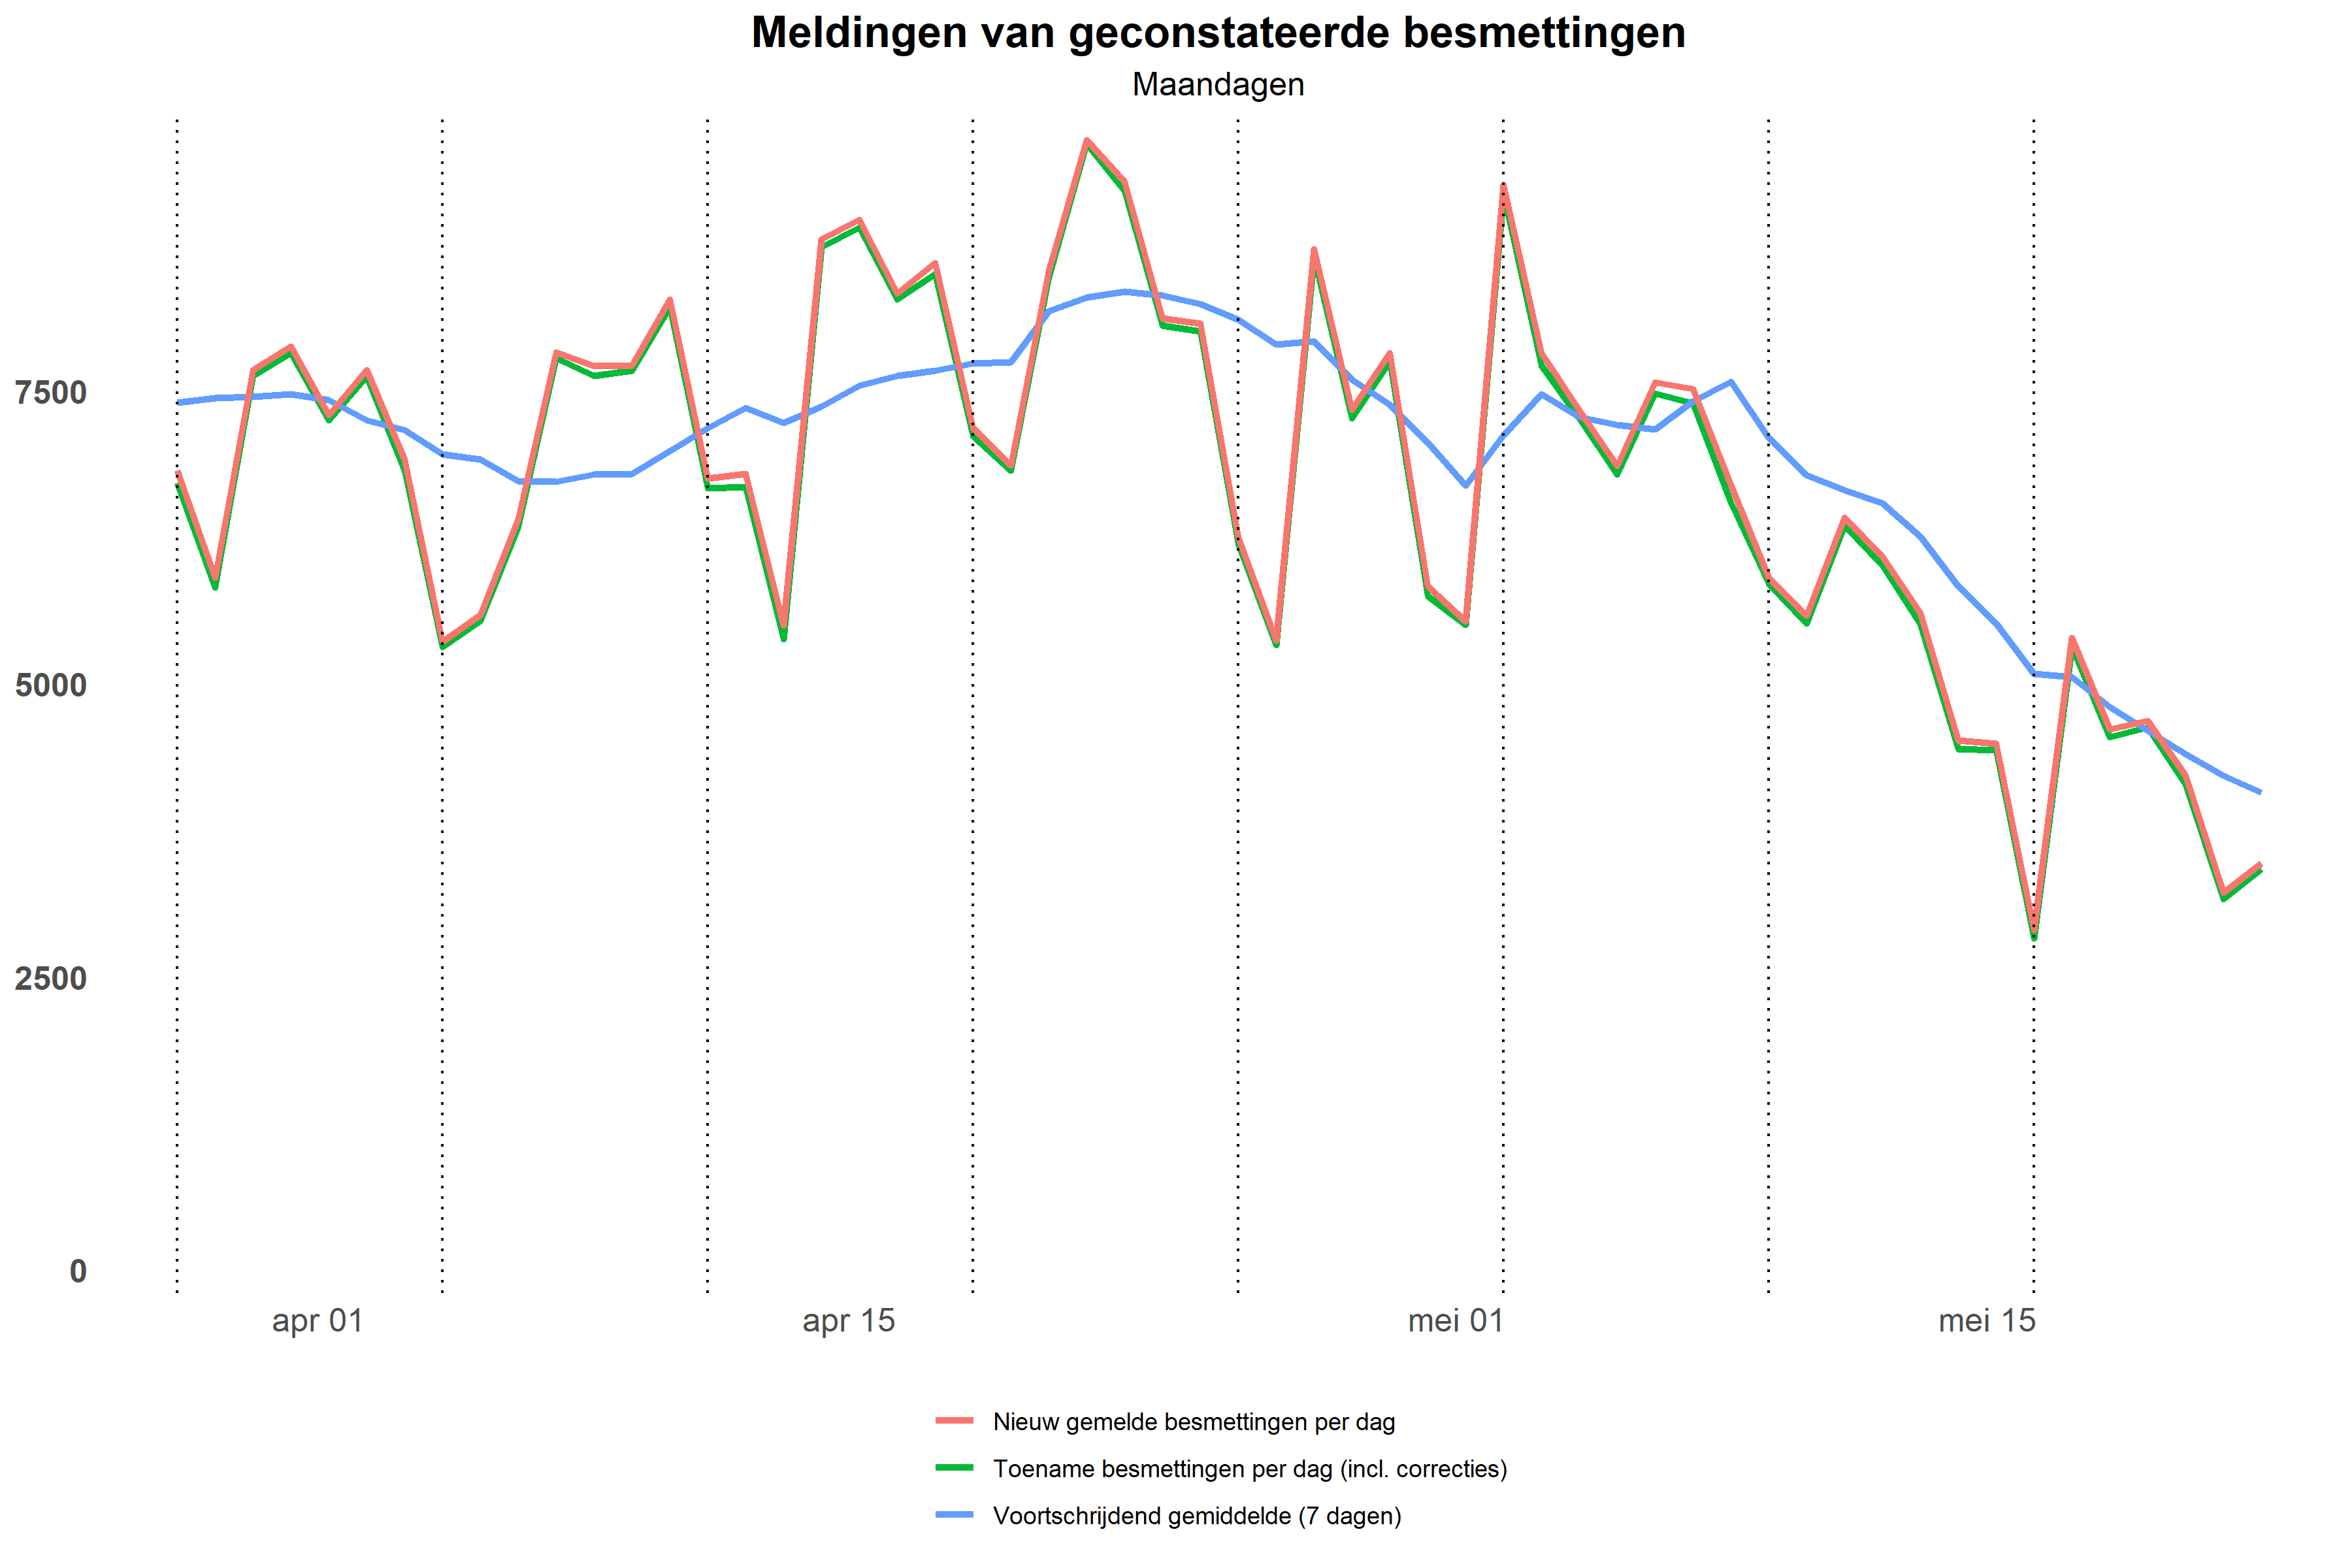 Meldingen van geconstateerde besmettingen
Maandagen
7500
5000
2500
0
apr 01 apr 15 mei 01 mei 15
Nieuw gemelde besmettingen per dag
Toename besmettingen per dag (incl. correcties)
Voortschrijdend gemiddelde (7 dagen)